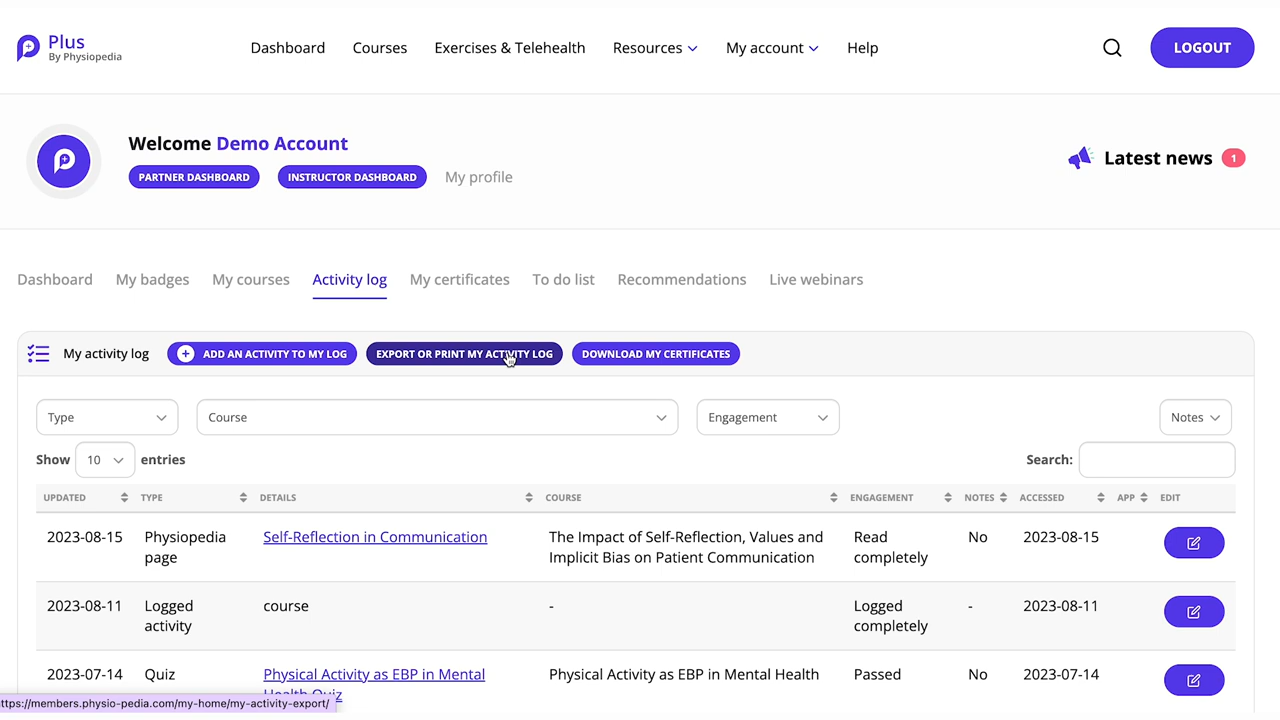 Plus
By Physiopedia
Dashboard Courses Exercises & Telehealth Resources My account Help LOGOUT
Welcome Demo Account
PARTNER DASHBOARD INSTRUCTOR DASHBOARD My profile
Latest news 1
Dashboard My badges My courses Activity log My certificates To do list Recommendations Live webinars
My activity log ADD AN ACTIVITY TO MY LOG EXPORT OR PRINT MY ACTIVITY LOG DOWNLOAD MY CERTIFICATES
Type Course Engagement Notes
Show 10 entries Search:
UPDATED TYPE DETAILS COURSE ENGAGEMENT NOTES ACCESSED APP EDIT
2023-08-15 Physiopedia Self-Reflection in Communication The Impact of Self-Reflection, Values and Read No 2023-08-15
page Implicit Bias on Patient Communication completely
2023-08-11 Logged course - Logged - 2023-08-11
activity completely
2023-07-14 Quiz Physical Activity as EBP in Mental Physical Activity as EBP in Mental Health Passed No 2023-07-14
Health Quiz
ttps://members.physio-pedia.com/my-home/my-activity-export/